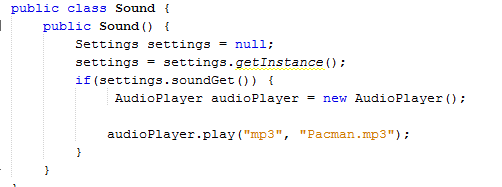 public class Sound {
public Sound() {
Settings settings = null;
settings = settings.getInstance();
if(settings.soundGet()) {
AudioPlayer audioPlayer = new AudioPlayer();
audioPlayer.play("mp3", "Pacman.mp3");
}
}